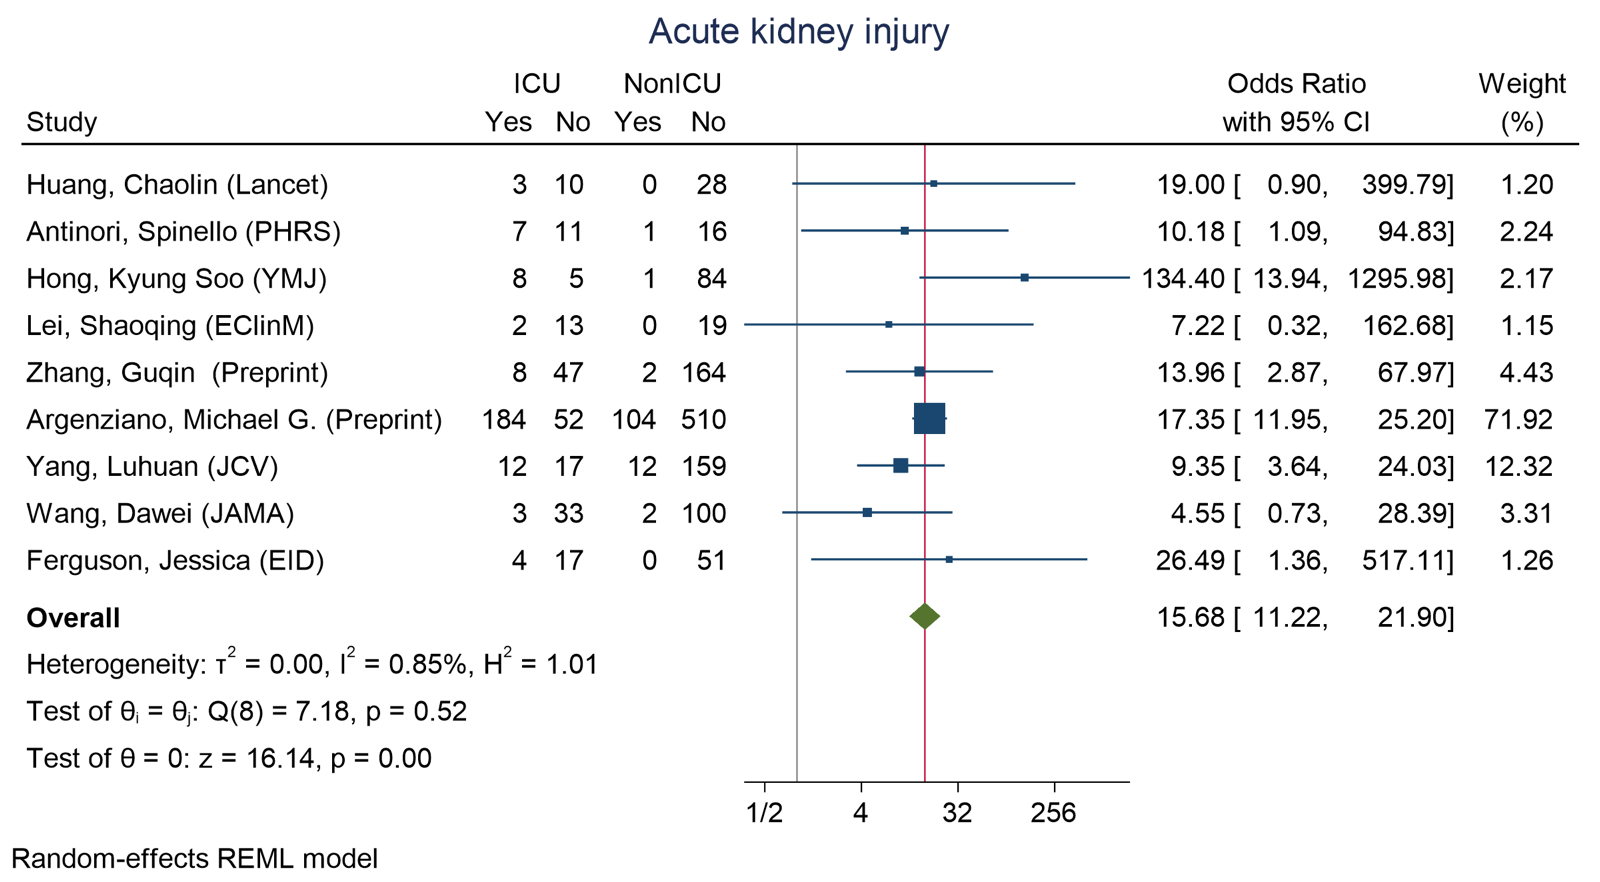 Acute kidney injury
ICU NonICU Odds Ratio Weight
Study Yes No Yes No with 95% CI (%)
Huang, Chaolin (Lancet) 3 10 0 28 19.00 [ 0.90, 399.79] 1.20
Antinori, Spinello (PHRS) 7 11 1 16 10.18 [ 1.09, 94.83] 2.24
Hong, Kyung Soo (YMJ) 8 5 1 84 134.40 [ 13.94, 1295.98] 2.17
Lei, Shaoqing (EClinM) 2 13 0 19 7.22 [ 0.32, 162.68] 1.15
Zhang, Guqin (Preprint) 8 47 2 164 13.96 [ 2.87, 67.97] 4.43
Argenziano, Michael G. (Preprint) 184 52 104 510 17.35 [ 11.95, 25.20] 71.92
Yang, Luhuan (JCV) 12 17 12 159 9.35 [ 3.64, 24.03] 12.32
Wang, Dawei (JAMA) 3 33 2 100 4.55 [ 0.73, 28.39] 3.31
Ferguson, Jessica (EID) 4 17 0 51 26.49 [ 1.36, 517.11] 1.26
Overall 15.68 [ 11.22, 21.90]
Heterogeneity: τ² = 0.00, I² = 0.85%, H² = 1.01
Test of θᵢ = θⱼ: Q(8) = 7.18, p = 0.52
Test of θ = 0: z = 16.14, p = 0.00
1/2 4 32 256
Random-effects REML model